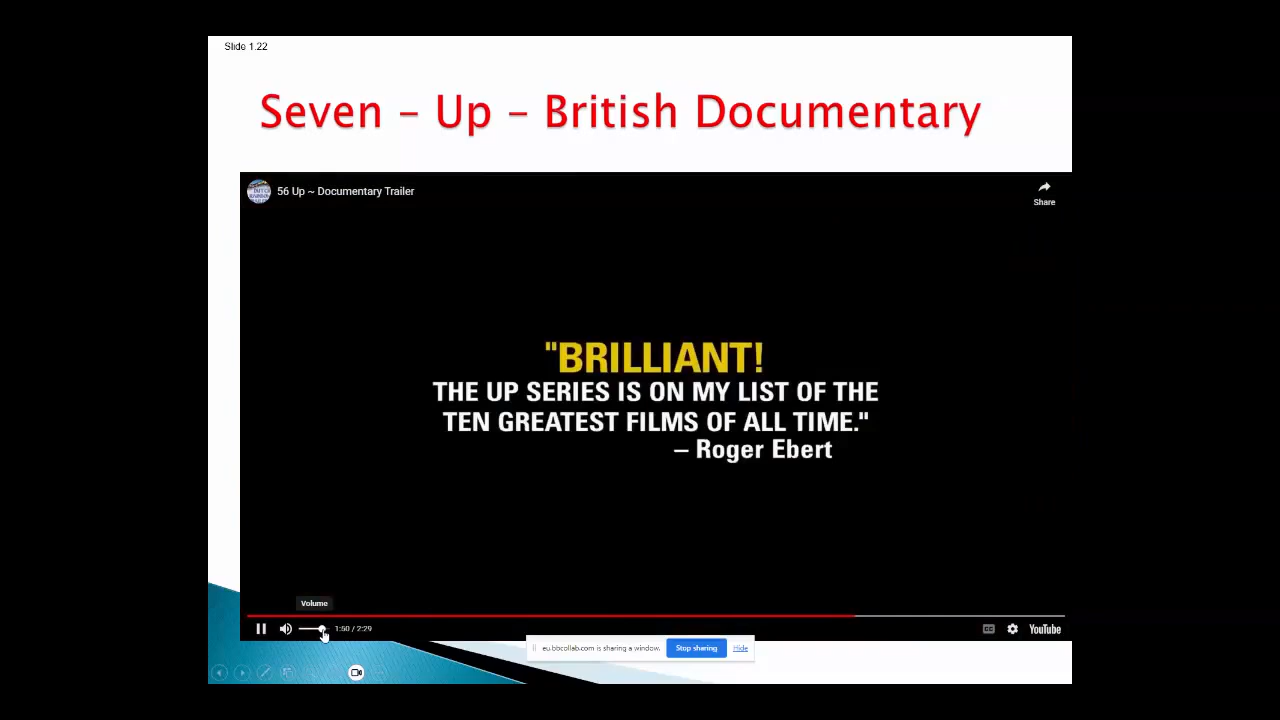 Slide 1.22
Seven – Up – British Documentary
56 Up ~ Documentary Trailer
Share
"BRILLIANT!
THE UP SERIES IS ON MY LIST OF THE
TEN GREATEST FILMS OF ALL TIME."
– Roger Ebert
Volume
1:50 / 2:29
CC
YouTube
eu.bbcollab.com is sharing a window.
Stop sharing
Hide